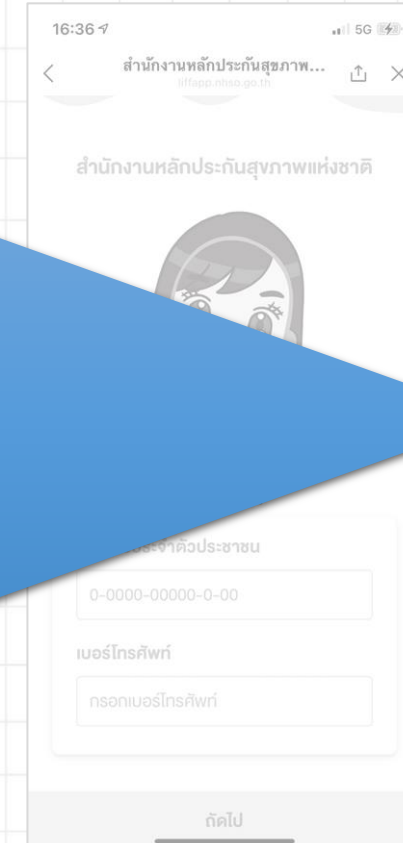 16:36
5G
สำนักงานหลักประกันสุขภาพ...
liffapp.nhso.go.th
สำนักงานหลักประกันสุขภาพแห่งชาติ
ประจำตัวประชาชน
0-0000-00000-0-00
เบอร์โทรศัพท์
กรอกเบอร์โทรศัพท์
ถัดไป